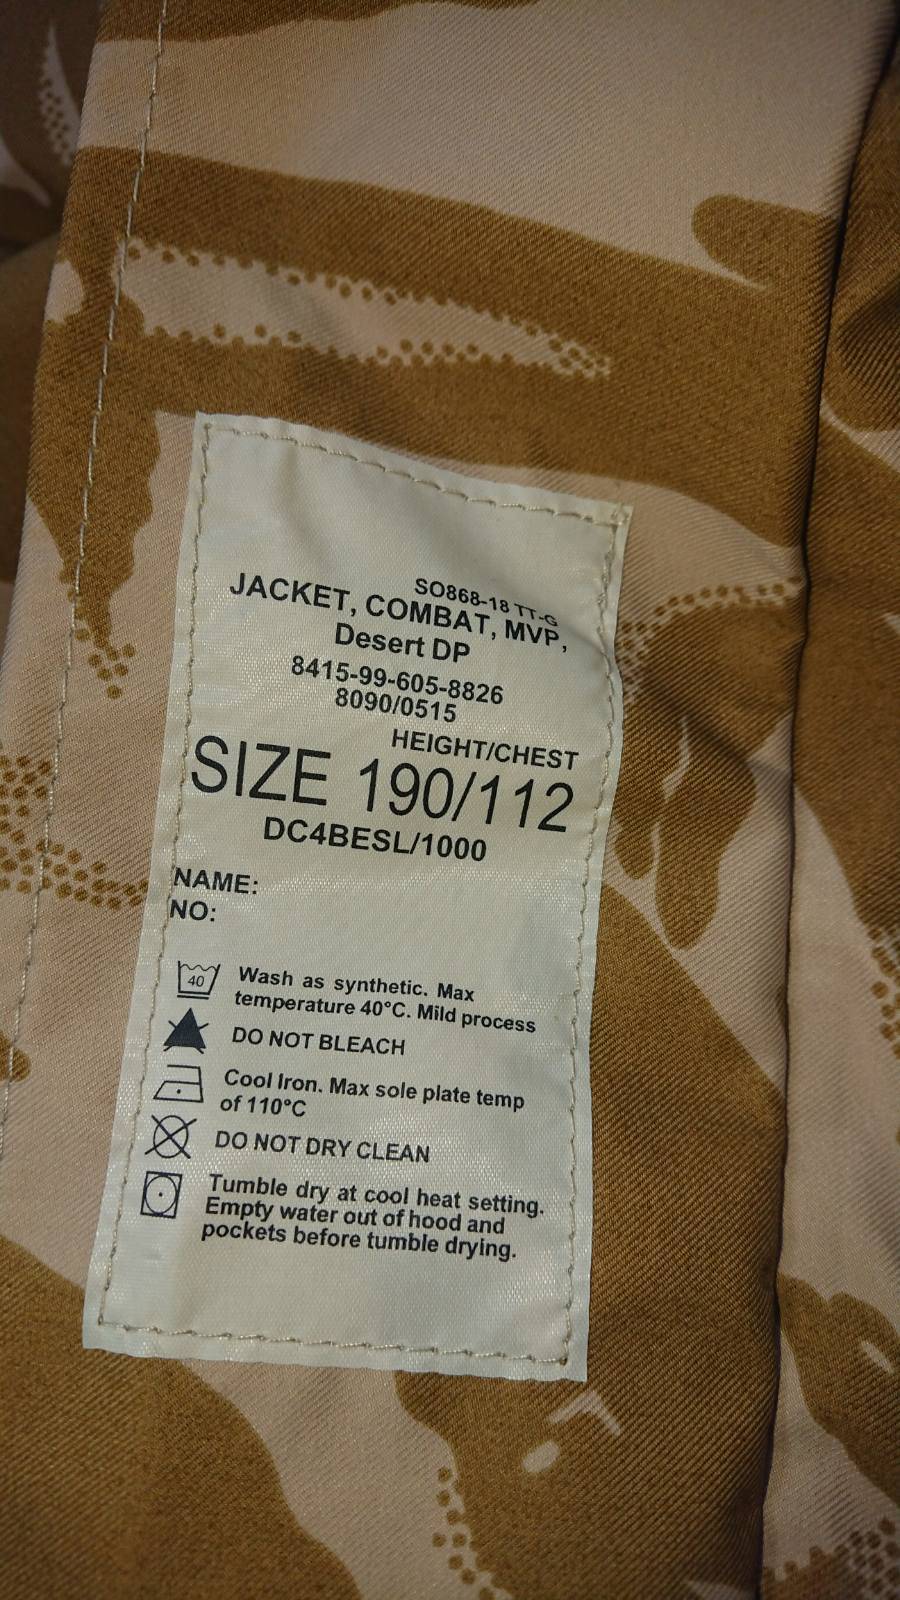 SO868-18 TT-G
JACKET, COMBAT, MVP,
Desert DP
8415-99-605-8826
8090/0515
HEIGHT/CHEST
SIZE 190/112
DC4BESL/1000
NAME:
NO:
40
Wash as synthetic. Max
temperature 40°C. Mild process
DO NOT BLEACH
Cool Iron. Max sole plate temp
of 110°C
DO NOT DRY CLEAN
Tumble dry at cool heat setting.
Empty water out of hood and
pockets before tumble drying.